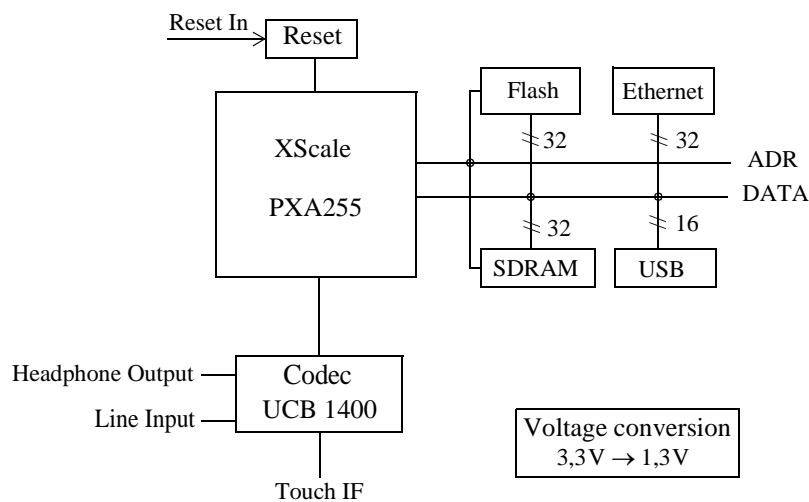 Reset In
Reset
XScale
PXA255
Flash
Ethernet
32
32
ADR
DATA
32
16
SDRAM
USB
Headphone Output
Line Input
Codec
UCB 1400
Touch IF
Voltage conversion
3,3V → 1,3V